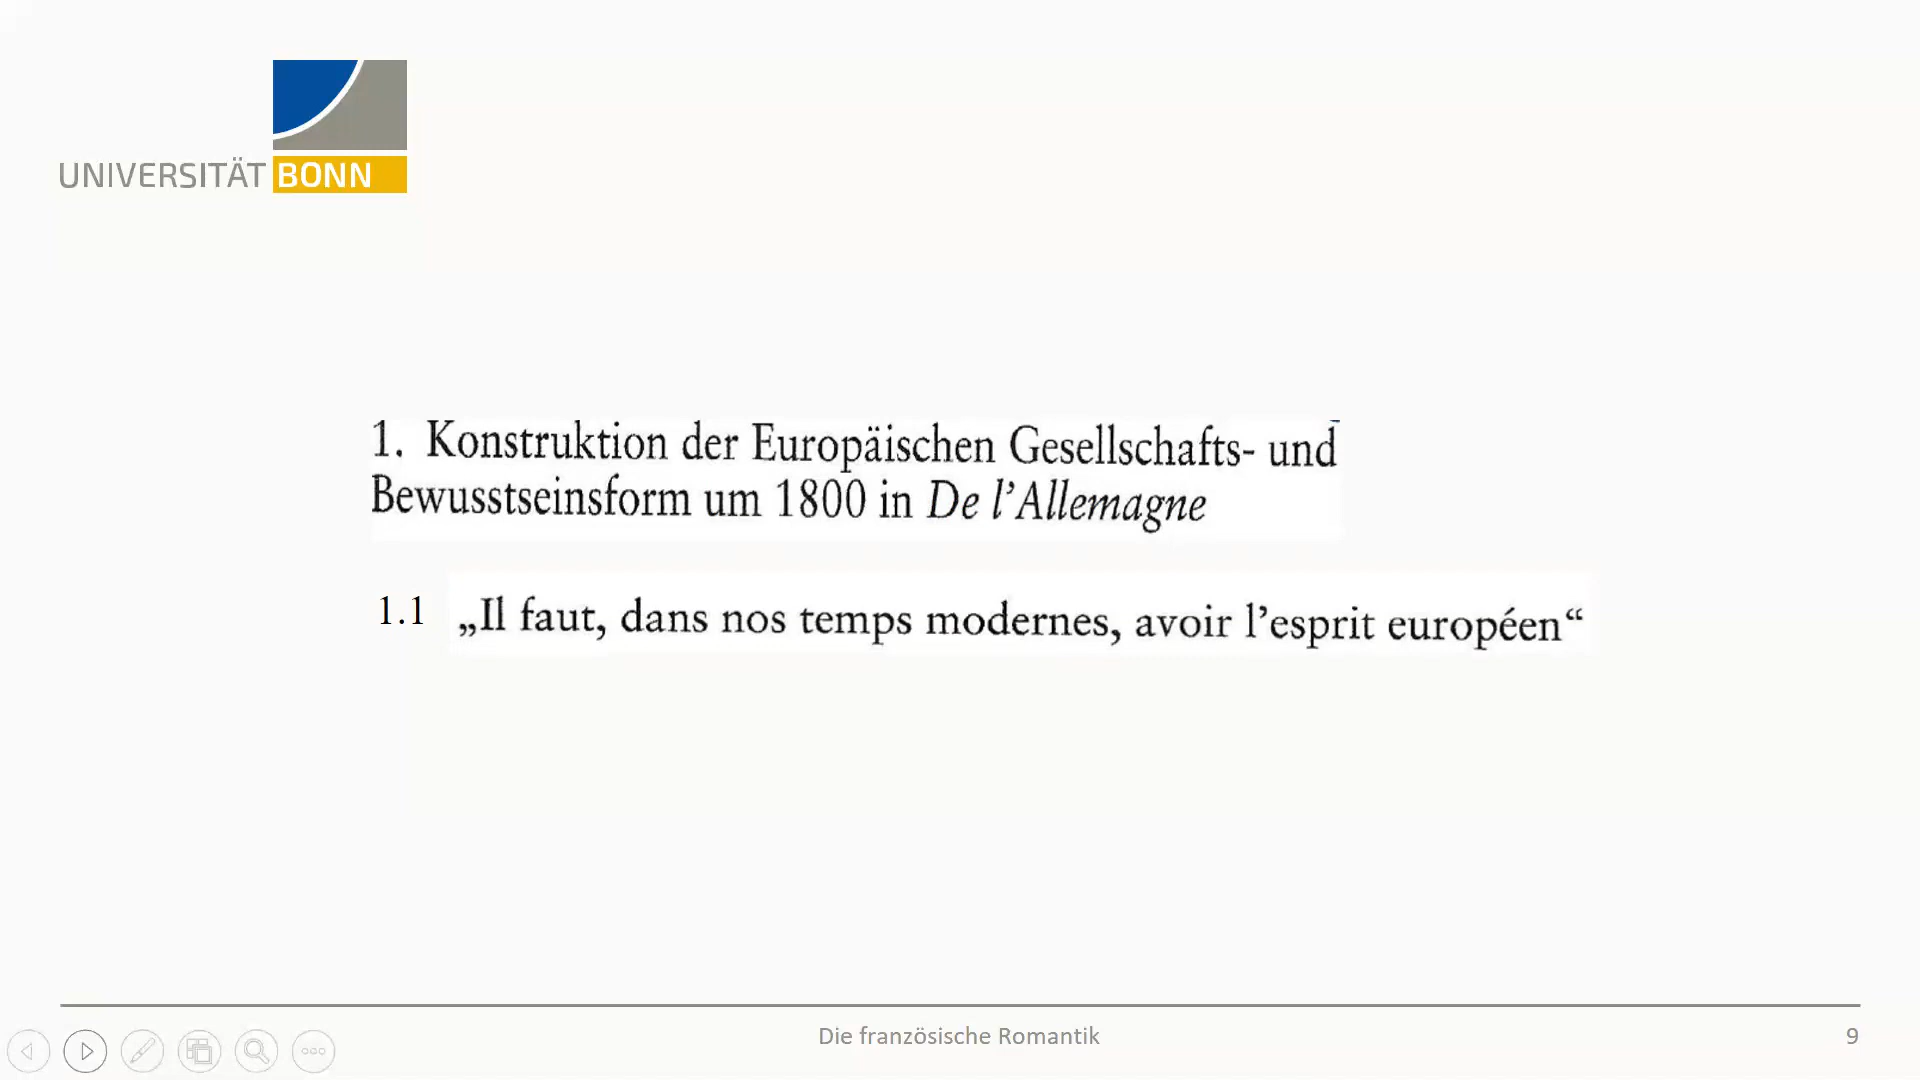 UNIVERSITÄT BONN
1. Konstruktion der Europäischen Gesellschafts- und
Bewusstseinsform um 1800 in De l’Allemagne
1.1 „Il faut, dans nos temps modernes, avoir l’esprit européen“
Die französische Romantik
9